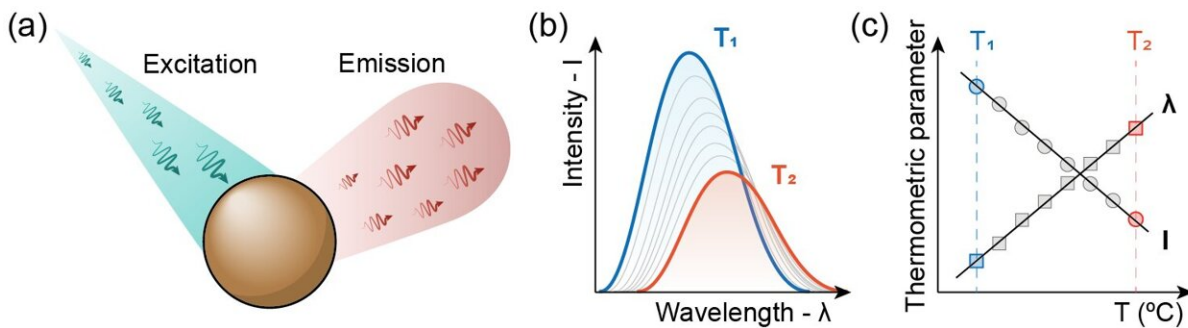 (a)
Excitation
Emission
(b)
Intensity - I
T₁
T₂
Wavelength - λ
(c)
Thermometric parameter
T₁
T₂
λ
I
T (ºC)